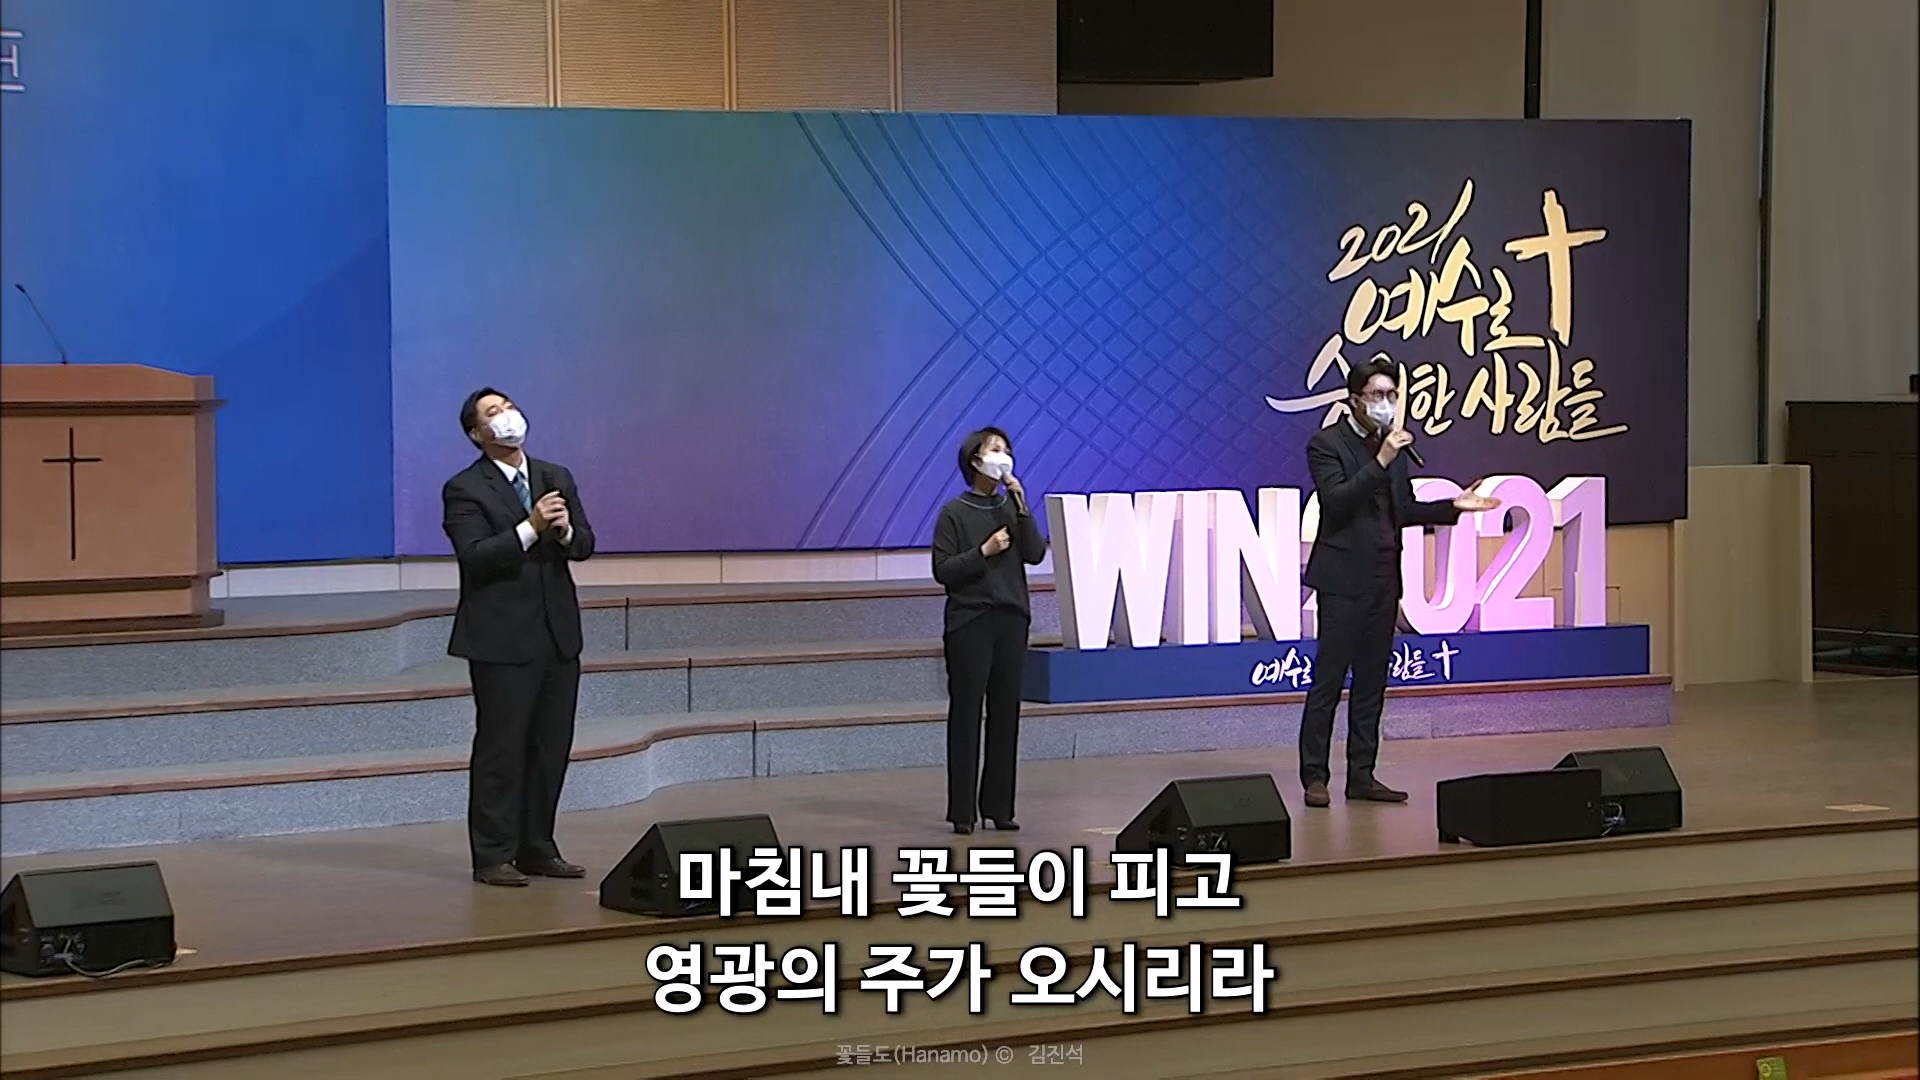 2021
예수로
한 사람들
WIN 021
예수로 람들
마침내 꽃들이 피고
영광의 주가 오시리라
꽃들도(Hanamo) © 김진석